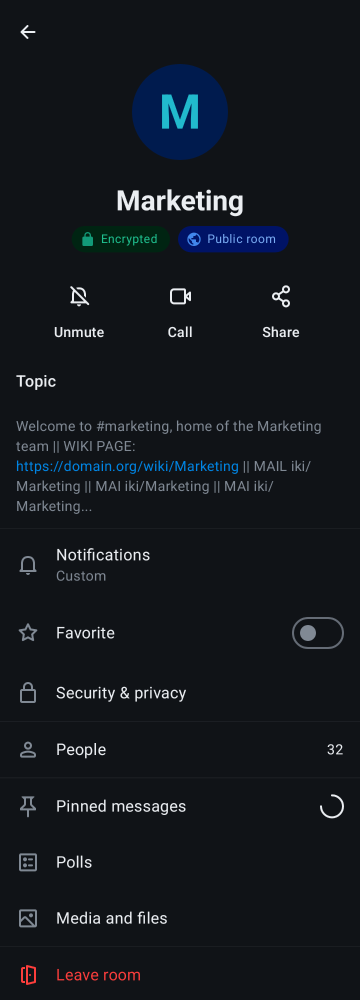 M
Marketing
Encrypted
Public room
Unmute
Call
Share
Topic
Welcome to #marketing, home of the Marketing
team || WIKI PAGE:
https://domain.org/wiki/Marketing || MAIL iki/
Marketing || MAI iki/Marketing || MAI iki/
Marketing...
Notifications
Custom
Favorite
Security & privacy
People
32
Pinned messages
Polls
Media and files
Leave room